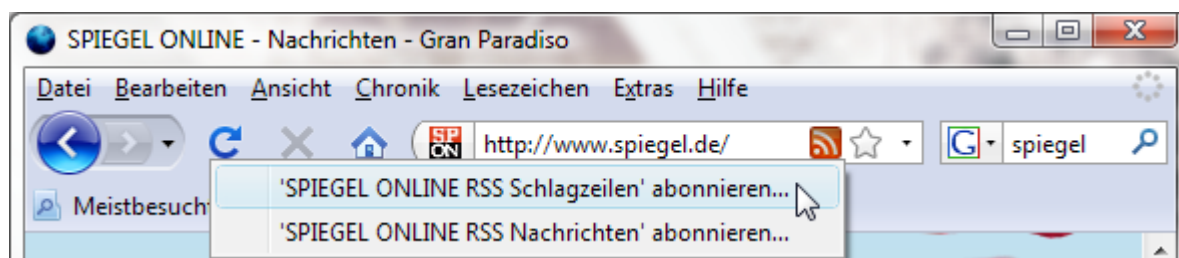 SPIEGEL ONLINE - Nachrichten - Gran Paradiso
Datei Bearbeiten Ansicht Chronik Lesezeichen Extras Hilfe
SP ON http://www.spiegel.de/ G spiegel
'SPIEGEL ONLINE RSS Schlagzeilen' abonnieren...
Meistbesuch
'SPIEGEL ONLINE RSS Nachrichten' abonnieren...